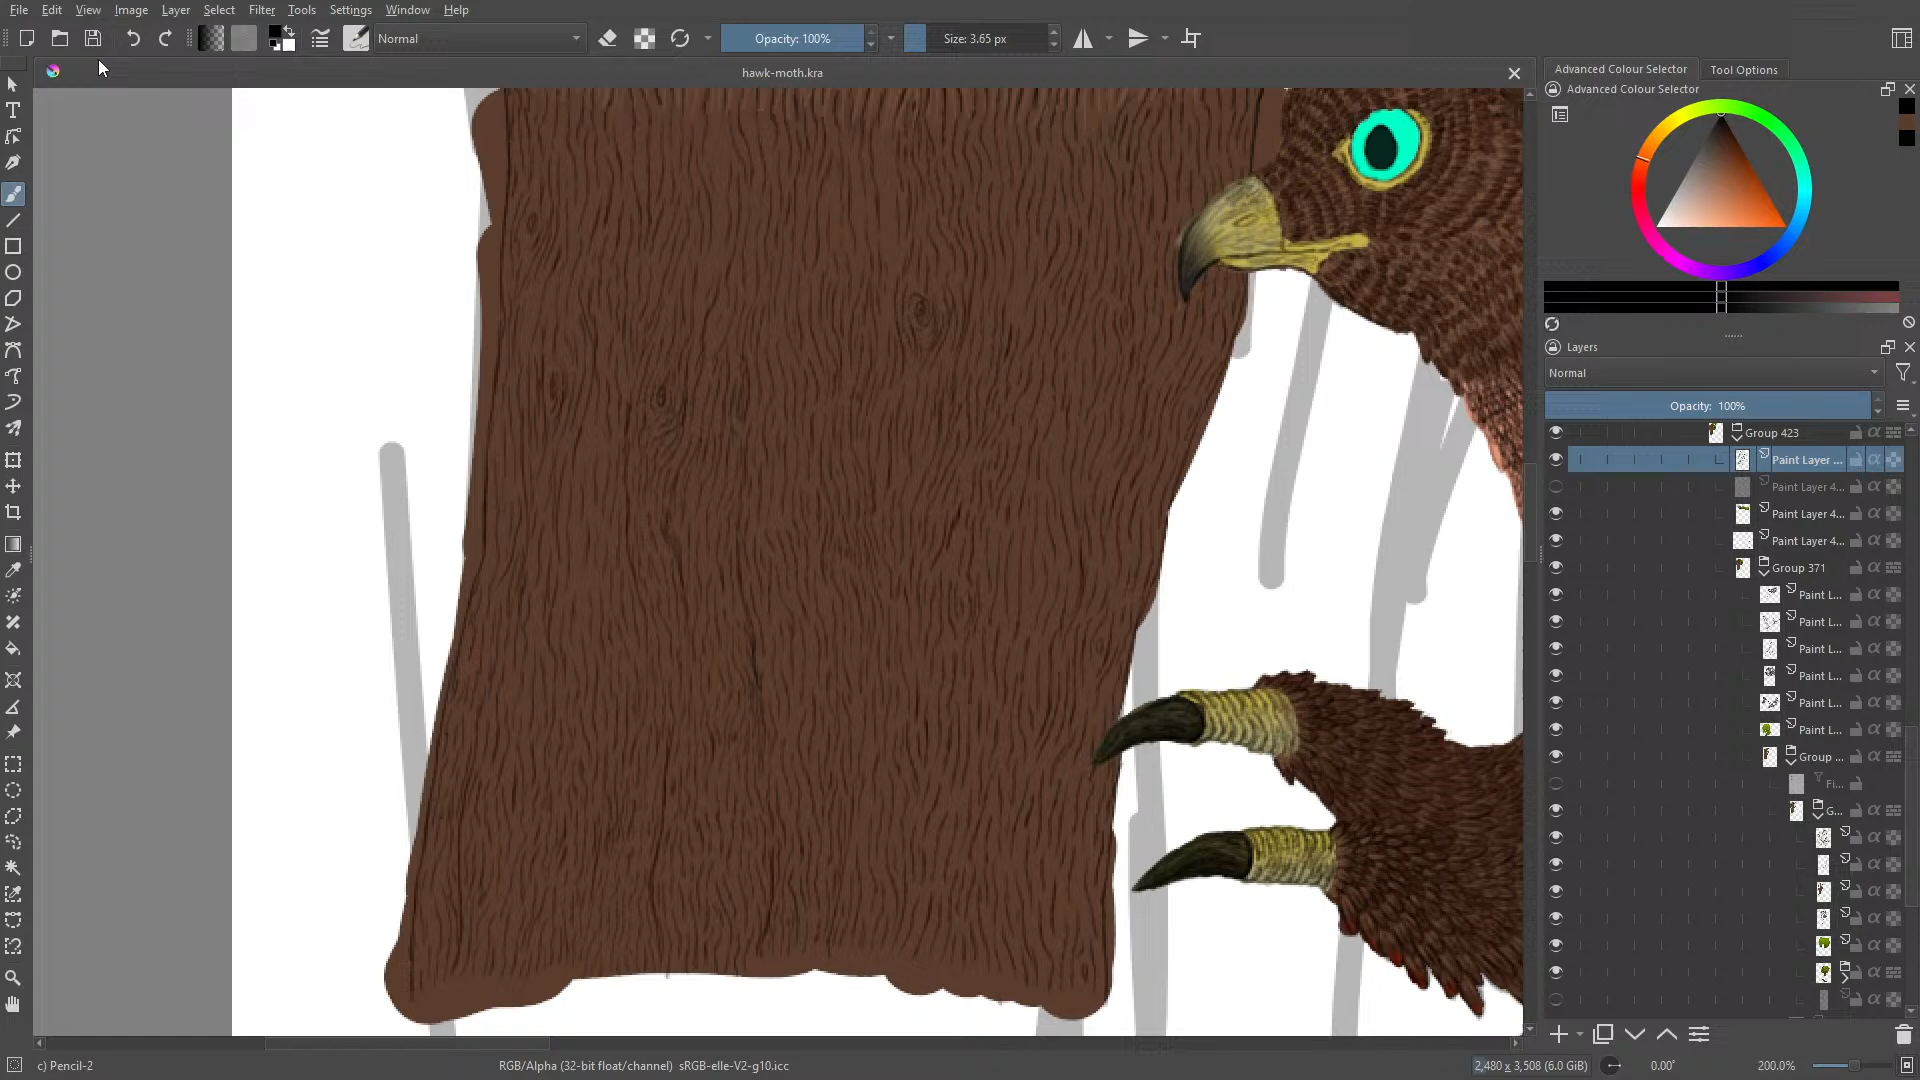 File Edit View Image Layer Select Filter Tools Settings Window Help
Normal
Opacity: 100%
Size: 3.65 px
hawk-moth.kra
Advanced Colour Selector
Tool Options
Advanced Colour Selector
Layers
Normal
Opacity: 100%
Group 423
Paint Layer ...
Paint Layer 4...
Paint Layer 4...
Paint Layer 4...
Group 371
Paint L...
Paint L...
Paint L...
Paint L...
Paint L...
Paint L...
Group ...
Fi...
G...
c) Pencil-2
RGB/Alpha (32-bit float/channel) sRGB-elle-V2-g10.icc
2,480 x 3,508 (6.0 GiB)
0.00°
200.0%